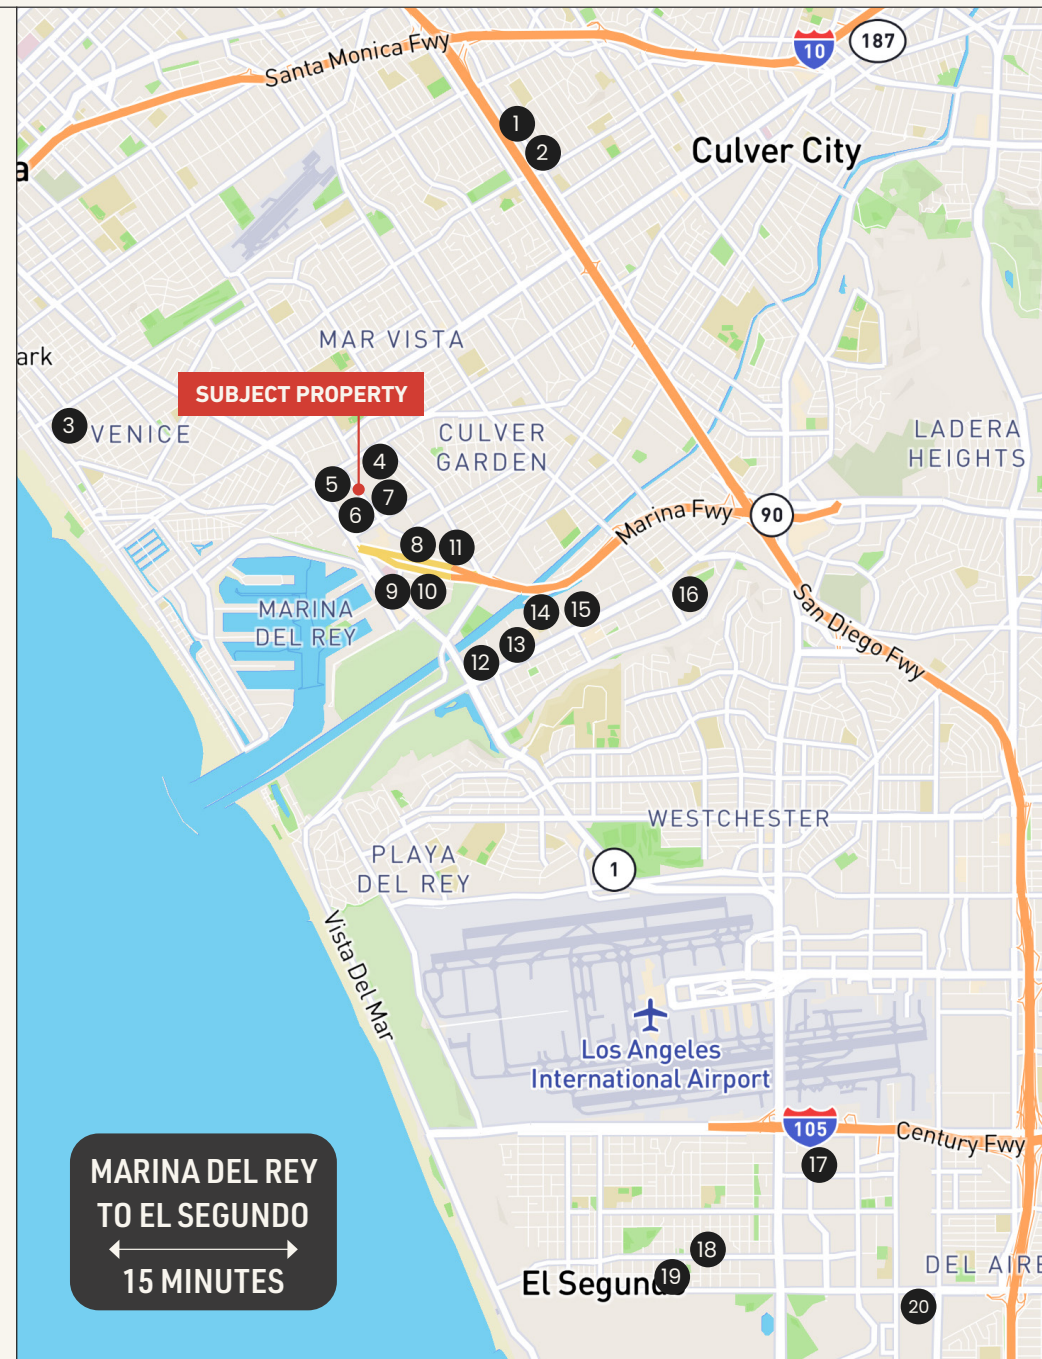 Santa Monica Fwy
10
187
1
2
Culver City
a
MAR VISTA
ark
SUBJECT PROPERTY
3
VENICE
CULVER
GARDEN
LADERA
HEIGHTS
4
5
7
6
Marina Fwy
90
8
11
9
10
MARINA
DEL REY
14
15
16
San Diego Fwy
13
12
WESTCHESTER
PLAYA
DEL REY
1
Vista Del Mar
Los Angeles
International Airport
105
Century Fwy
17
MARINA DEL REY
TO EL SEGUNDO
15 MINUTES
18
El Segund
19
DEL AIRE
20